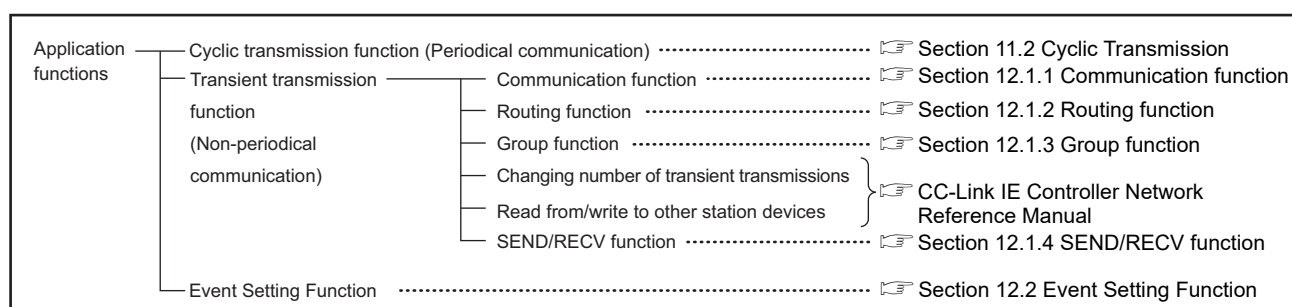 Application
functions
Cyclic transmission function (Periodical communication) ☞ Section 11.2 Cyclic Transmission
Transient transmission
function
(Non-periodical
communication)
Communication function ☞ Section 12.1.1 Communication function
Routing function ☞ Section 12.1.2 Routing function
Group function ☞ Section 12.1.3 Group function
Changing number of transient transmissions
Read from/write to other station devices
☞ CC-Link IE Controller Network
Reference Manual
SEND/RECV function ☞ Section 12.1.4 SEND/RECV function
Event Setting Function ☞ Section 12.2 Event Setting Function